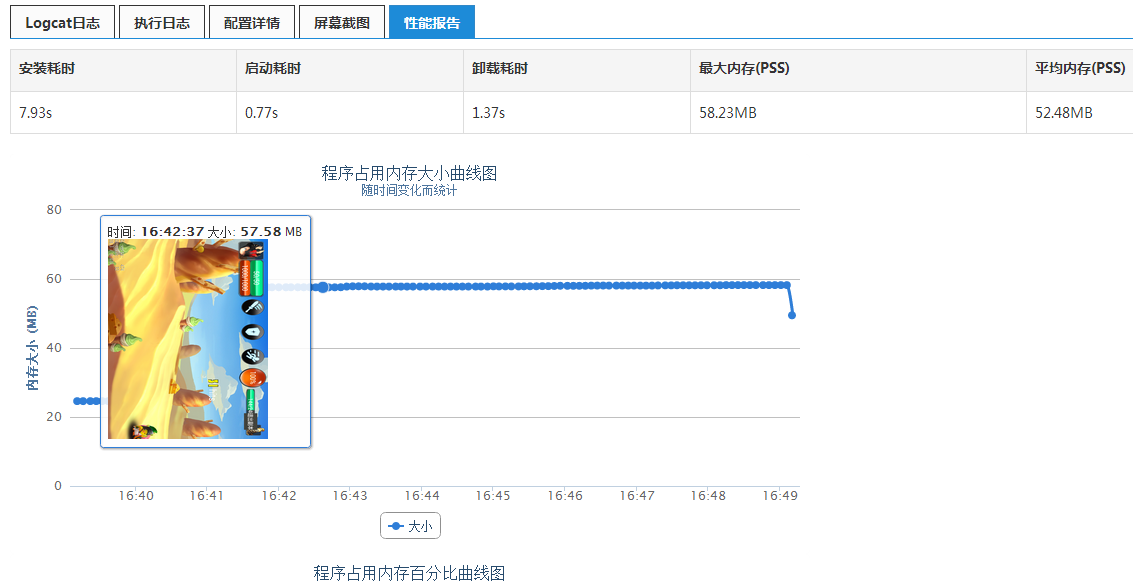 Logcat日志 执行日志 配置详情 屏幕截图 性能报告
安装耗时 启动耗时 卸载耗时 最大内存(PSS) 平均内存(PSS)
7.93s 0.77s 1.37s 58.23MB 52.48MB
程序占用内存大小曲线图
随时间变化而统计
内存大小 (MB)
80
时间: 16:42:37 大小: 57.58 MB
60
40
20
0
16:40 16:41 16:42 16:43 16:44 16:45 16:46 16:47 16:48 16:49
大小
程序占用内存百分比曲线图